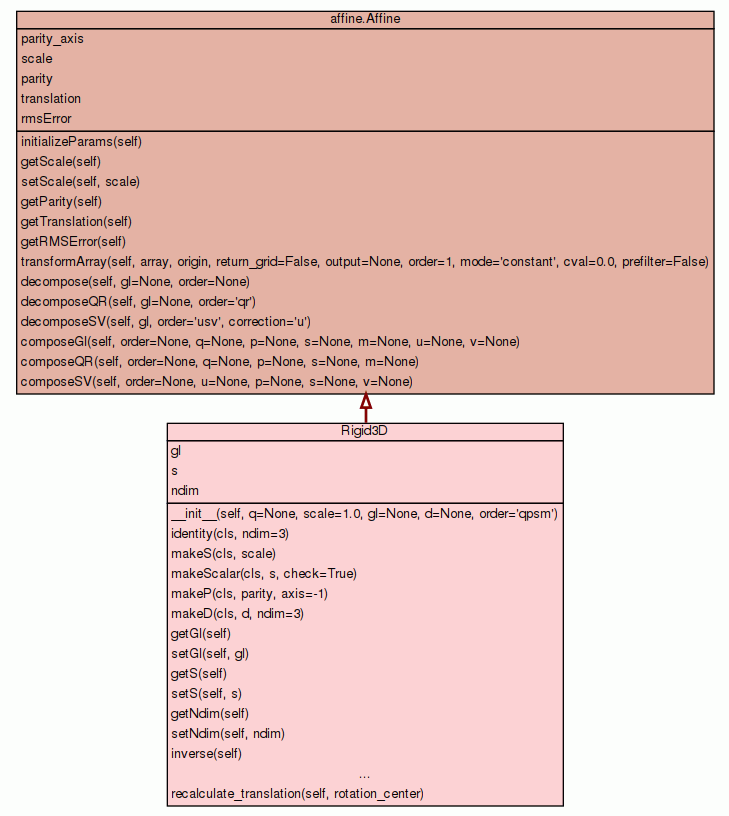 affine.Affine
parity_axis
scale
parity
translation
rmsError
initializeParams(self)
getScale(self)
setScale(self, scale)
getParity(self)
getTranslation(self)
getRMSError(self)
transformArray(self, array, origin, return_grid=False, output=None, order=1, mode='constant', cval=0.0, prefilter=False)
decompose(self, gl=None, order=None)
decomposeQR(self, gl=None, order='qr')
decomposeSV(self, gl, order='usv', correction='u')
composeGl(self, order=None, q=None, p=None, s=None, m=None, u=None, v=None)
composeQR(self, order=None, q=None, p=None, s=None, m=None)
composeSV(self, order=None, u=None, p=None, s=None, v=None)
Rigid3D
gl
s
ndim
__init__(self, q=None, scale=1.0, gl=None, d=None, order='qpsm')
identity(cls, ndim=3)
makeS(cls, scale)
makeScalar(cls, s, check=True)
makeP(cls, parity, axis=-1)
makeD(cls, d, ndim=3)
getGl(self)
setGl(self, gl)
getS(self)
setS(self, s)
getNdim(self)
setNdim(self, ndim)
inverse(self)
...
recalculate_translation(self, rotation_center)